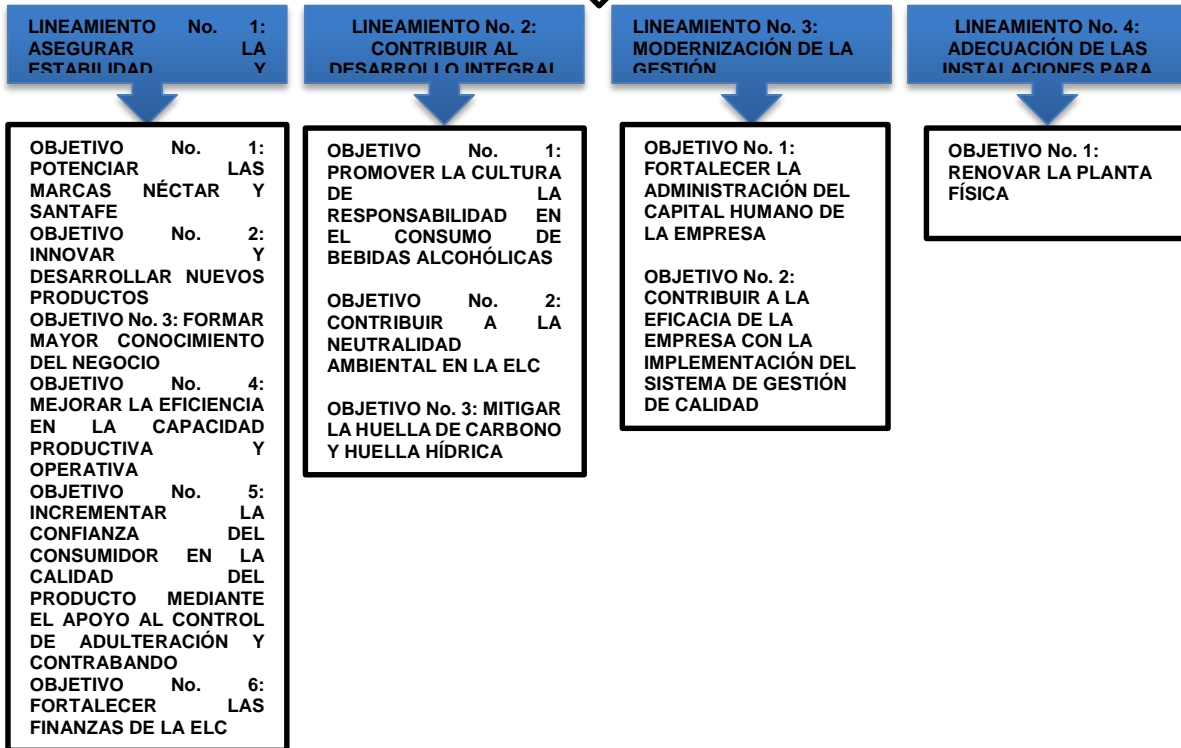 LINEAMIENTO No. 1:
ASEGURAR LA
ESTABILIDAD Y
OBJETIVO No. 1:
POTENCIAR LAS
MARCAS NÉCTAR Y
SANTAFE
OBJETIVO No. 2:
INNOVAR Y
DESARROLLAR NUEVOS
PRODUCTOS
OBJETIVO No. 3: FORMAR
MAYOR CONOCIMIENTO
DEL NEGOCIO
OBJETIVO No. 4:
MEJORAR LA EFICIENCIA
EN LA CAPACIDAD
PRODUCTIVA Y
OPERATIVA
OBJETIVO No. 5:
INCREMENTAR LA
CONFIANZA DEL
CONSUMIDOR EN LA
CALIDAD DEL
PRODUCTO MEDIANTE
EL APOYO AL CONTROL
DE ADULTERACIÓN Y
CONTRABANDO
OBJETIVO No. 6:
FORTALECER LAS
FINANZAS DE LA ELC
LINEAMIENTO No. 2:
CONTRIBUIR AL
DESARROLLO INTEGRAL
OBJETIVO No. 1:
PROMOVER LA CULTURA
DE LA
RESPONSABILIDAD EN
EL CONSUMO DE
BEBIDAS ALCOHÓLICAS
OBJETIVO No. 2:
CONTRIBUIR A LA
NEUTRALIDAD
AMBIENTAL EN LA ELC
OBJETIVO No. 3: MITIGAR
LA HUELLA DE CARBONO
Y HUELLA HÍDRICA
LINEAMIENTO No. 3:
MODERNIZACIÓN DE LA
GESTIÓN
OBJETIVO No. 1:
FORTALECER LA
ADMINISTRACIÓN DEL
CAPITAL HUMANO DE
LA EMPRESA
OBJETIVO No. 2:
CONTRIBUIR A LA
EFICACIA DE LA
EMPRESA CON LA
IMPLEMENTACIÓN DEL
SISTEMA DE GESTIÓN
DE CALIDAD
LINEAMIENTO No. 4:
ADECUACIÓN DE LAS
INSTALACIONES PARA
OBJETIVO No. 1:
RENOVAR LA PLANTA
FÍSICA